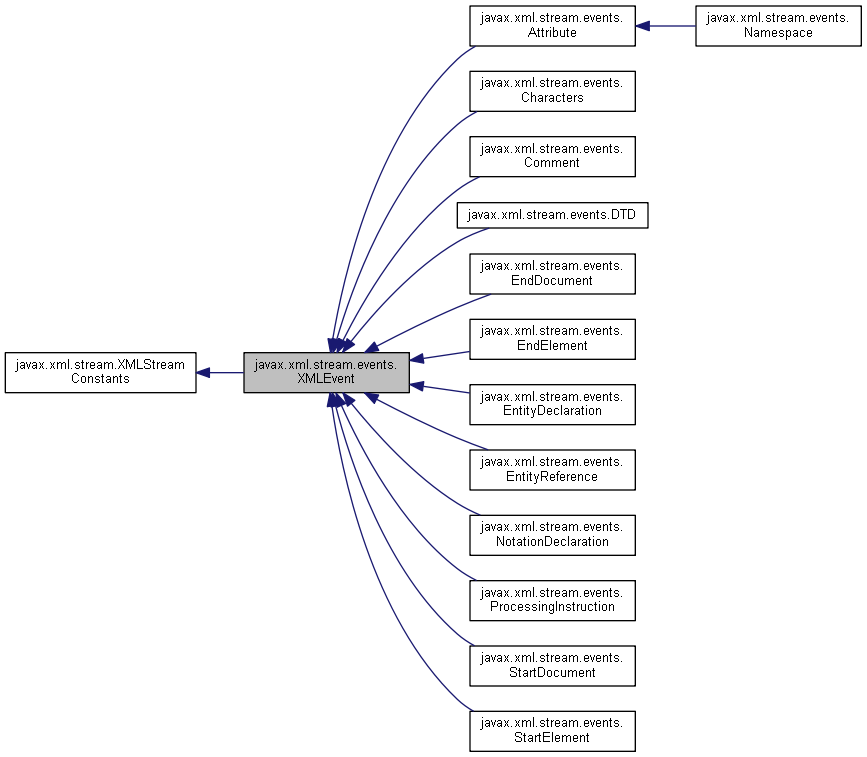 javax.xml.stream.events.
Attribute
javax.xml.stream.events.
Namespace
javax.xml.stream.events.
Characters
javax.xml.stream.events.
Comment
javax.xml.stream.events.DTD
javax.xml.stream.events.
EndDocument
javax.xml.stream.events.
EndElement
javax.xml.stream.XMLStream
Constants
javax.xml.stream.events.
XMLEvent
javax.xml.stream.events.
EntityDeclaration
javax.xml.stream.events.
EntityReference
javax.xml.stream.events.
NotationDeclaration
javax.xml.stream.events.
ProcessingInstruction
javax.xml.stream.events.
StartDocument
javax.xml.stream.events.
StartElement